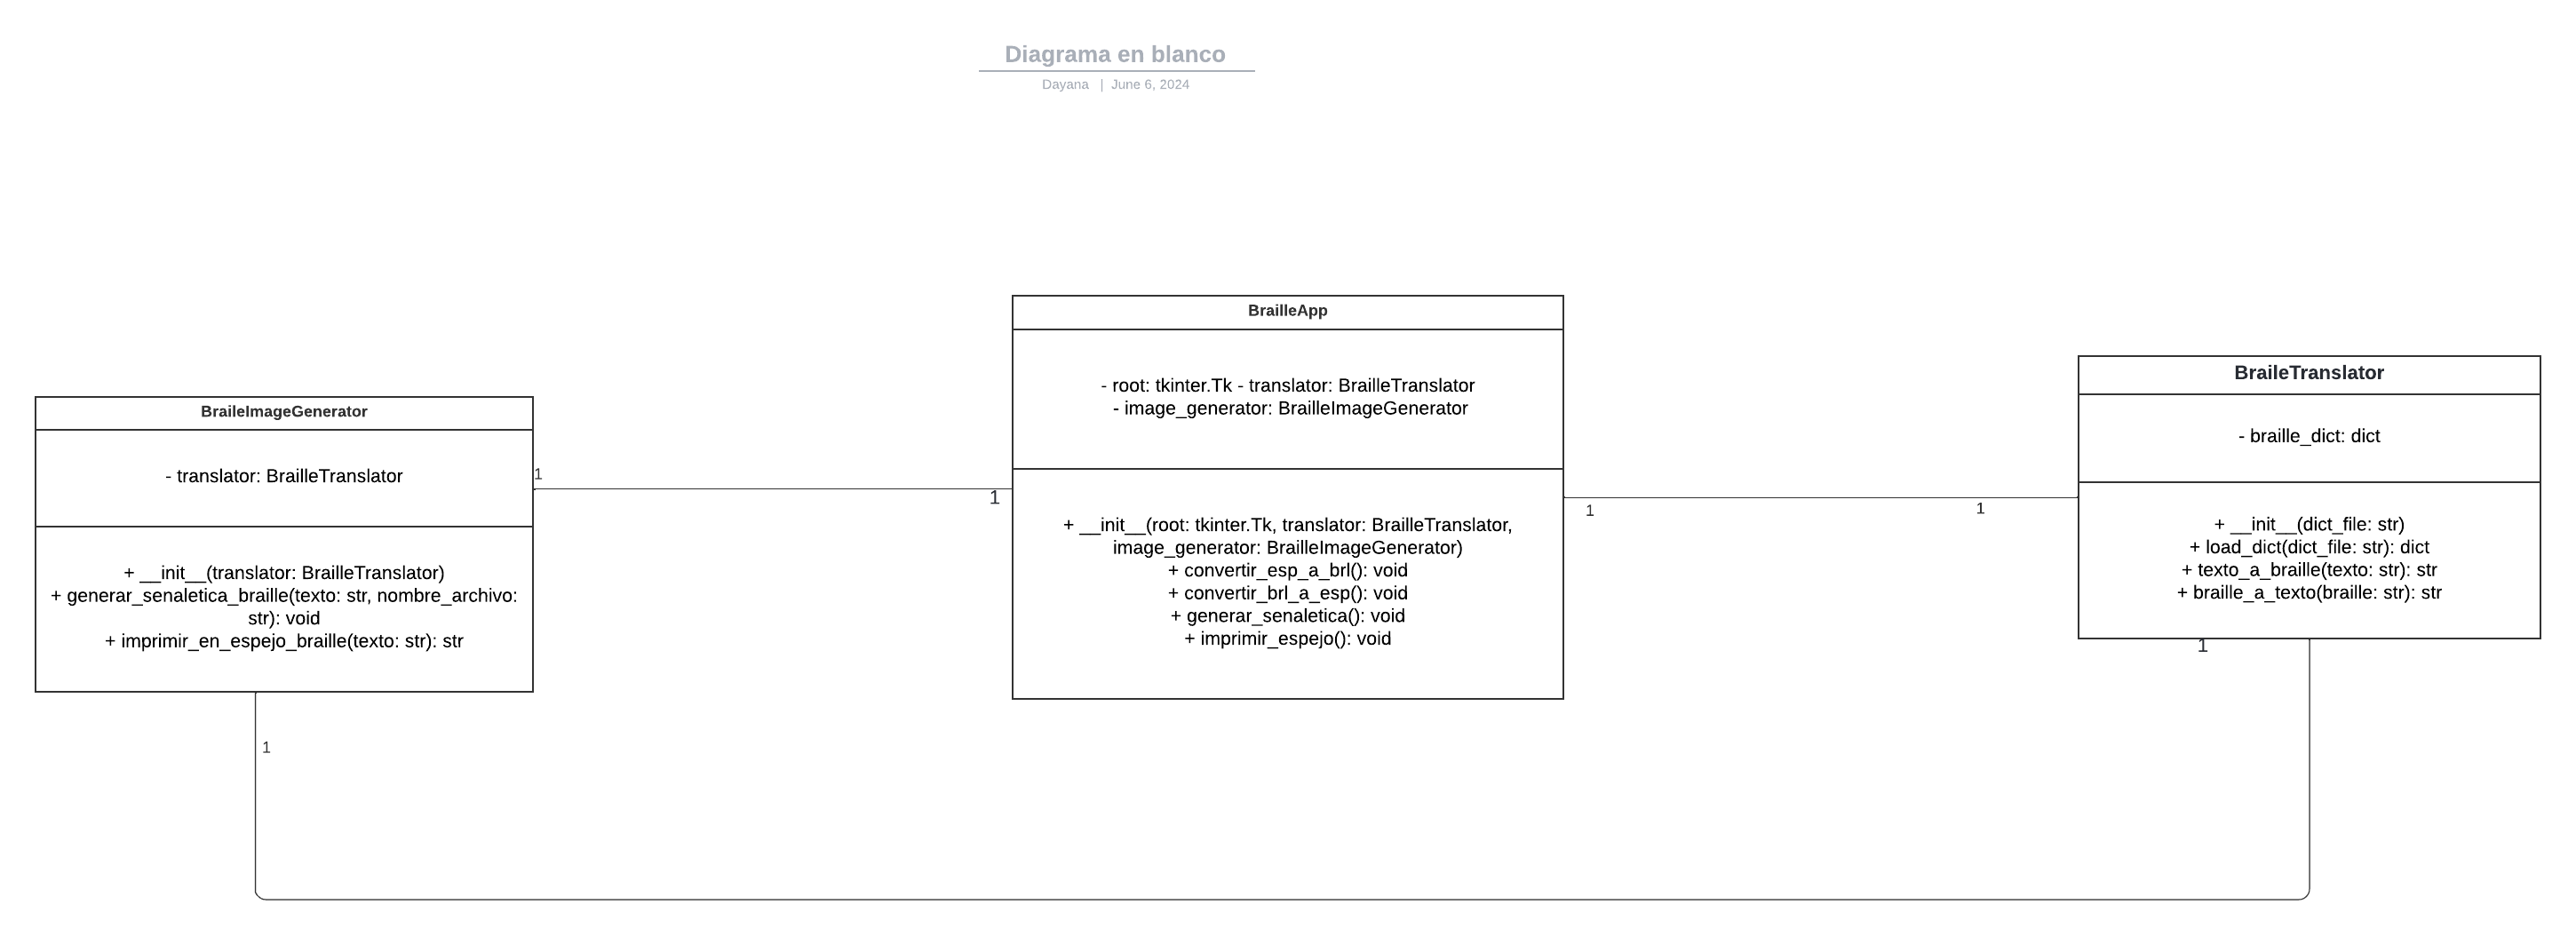 Diagrama en blanco
Dayana | June 6, 2024
BraileImageGenerator
- translator: BrailleTranslator
+ __init__(translator: BrailleTranslator)
+ generar_senaletica_braille(texto: str, nombre_archivo:
str): void
+ imprimir_en_espejo_braille(texto: str): str
1
1
1
BrailleApp
- root: tkinter.Tk - translator: BrailleTranslator
- image_generator: BrailleImageGenerator
+ __init__(root: tkinter.Tk, translator: BrailleTranslator,
image_generator: BrailleImageGenerator)
+ convertir_esp_a_brl(): void
+ convertir_brl_a_esp(): void
+ generar_senaletica(): void
+ imprimir_espejo(): void
1
1
BraileTranslator
- braille_dict: dict
+ __init__(dict_file: str)
+ load_dict(dict_file: str): dict
+ texto_a_braille(texto: str): str
+ braille_a_texto(braille: str): str
1